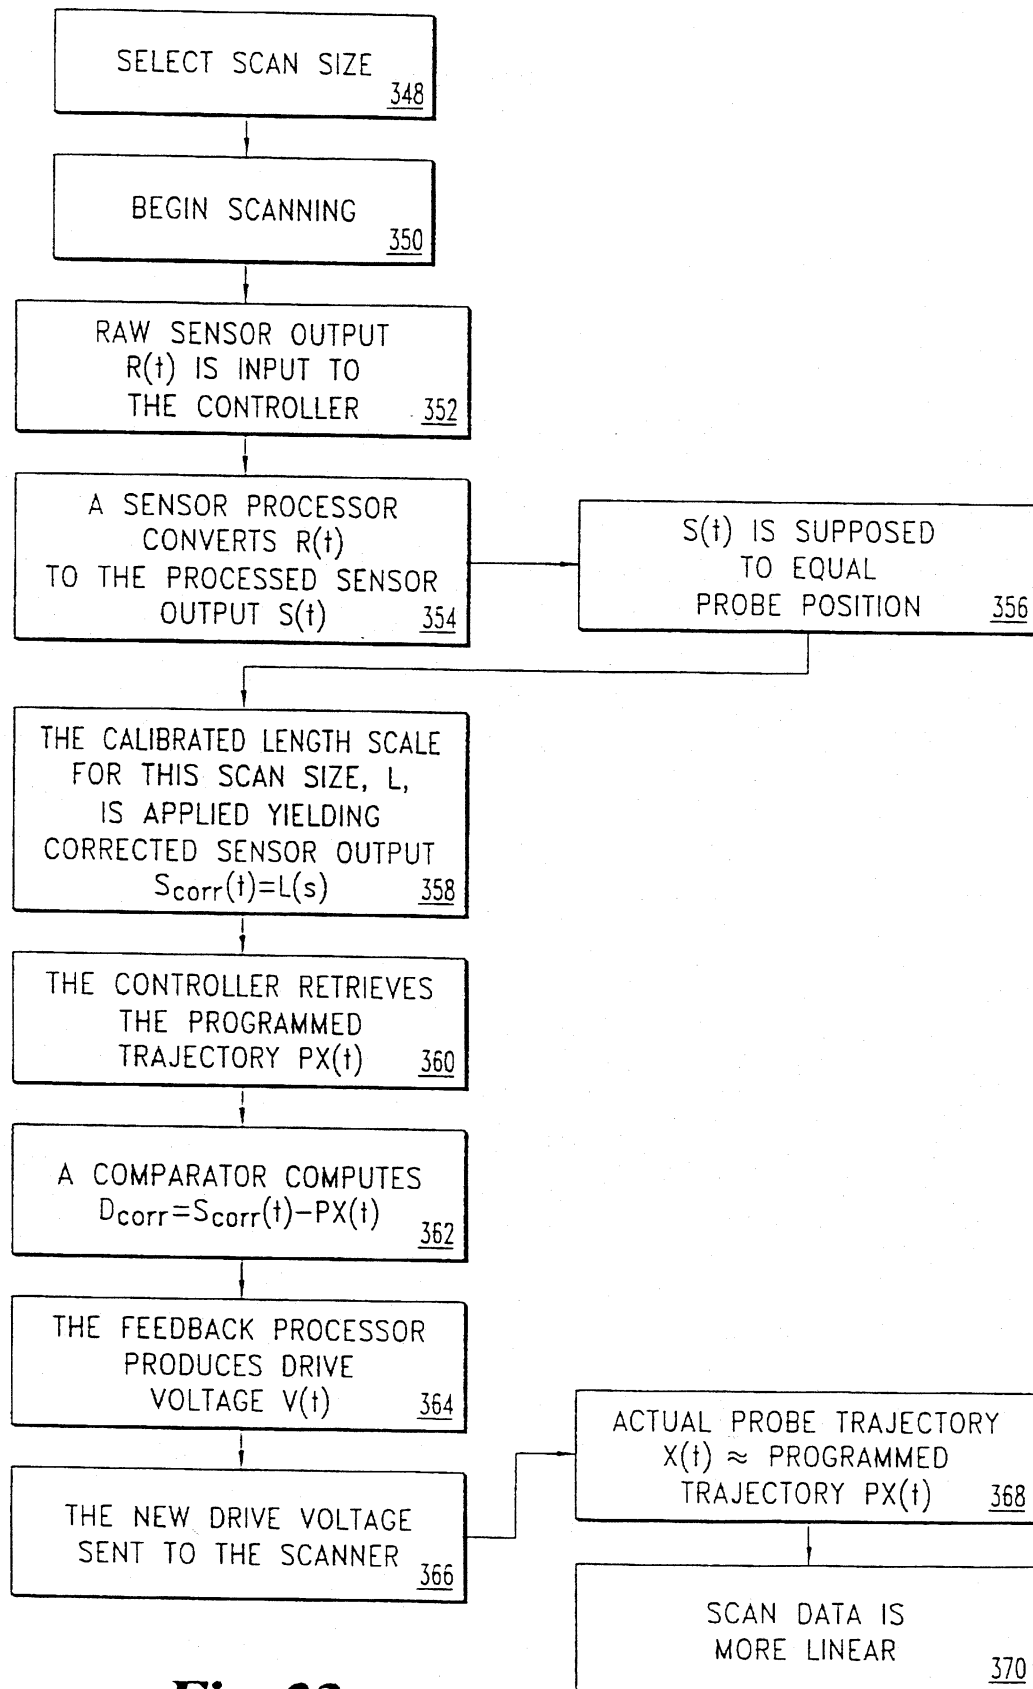 SELECT SCAN SIZE
348
BEGIN SCANNING
350
RAW SENSOR OUTPUT
R(t) IS INPUT TO
THE CONTROLLER
352
A SENSOR PROCESSOR
CONVERTS R(t)
TO THE PROCESSED SENSOR
OUTPUT S(t)
354
S(t) IS SUPPOSED
TO EQUAL
PROBE POSITION
356
THE CALIBRATED LENGTH SCALE
FOR THIS SCAN SIZE, L,
IS APPLIED YIELDING
CORRECTED SENSOR OUTPUT
Scorr(t)=L(s)
358
THE CONTROLLER RETRIEVES
THE PROGRAMMED
TRAJECTORY PX(t)
360
A COMPARATOR COMPUTES
Dcorr=Scorr(t)-PX(t)
362
THE FEEDBACK PROCESSOR
PRODUCES DRIVE
VOLTAGE V(t)
364
THE NEW DRIVE VOLTAGE
SENT TO THE SCANNER
366
ACTUAL PROBE TRAJECTORY
X(t) ≈ PROGRAMMED
TRAJECTORY PX(t)
368
SCAN DATA IS
MORE LINEAR
370